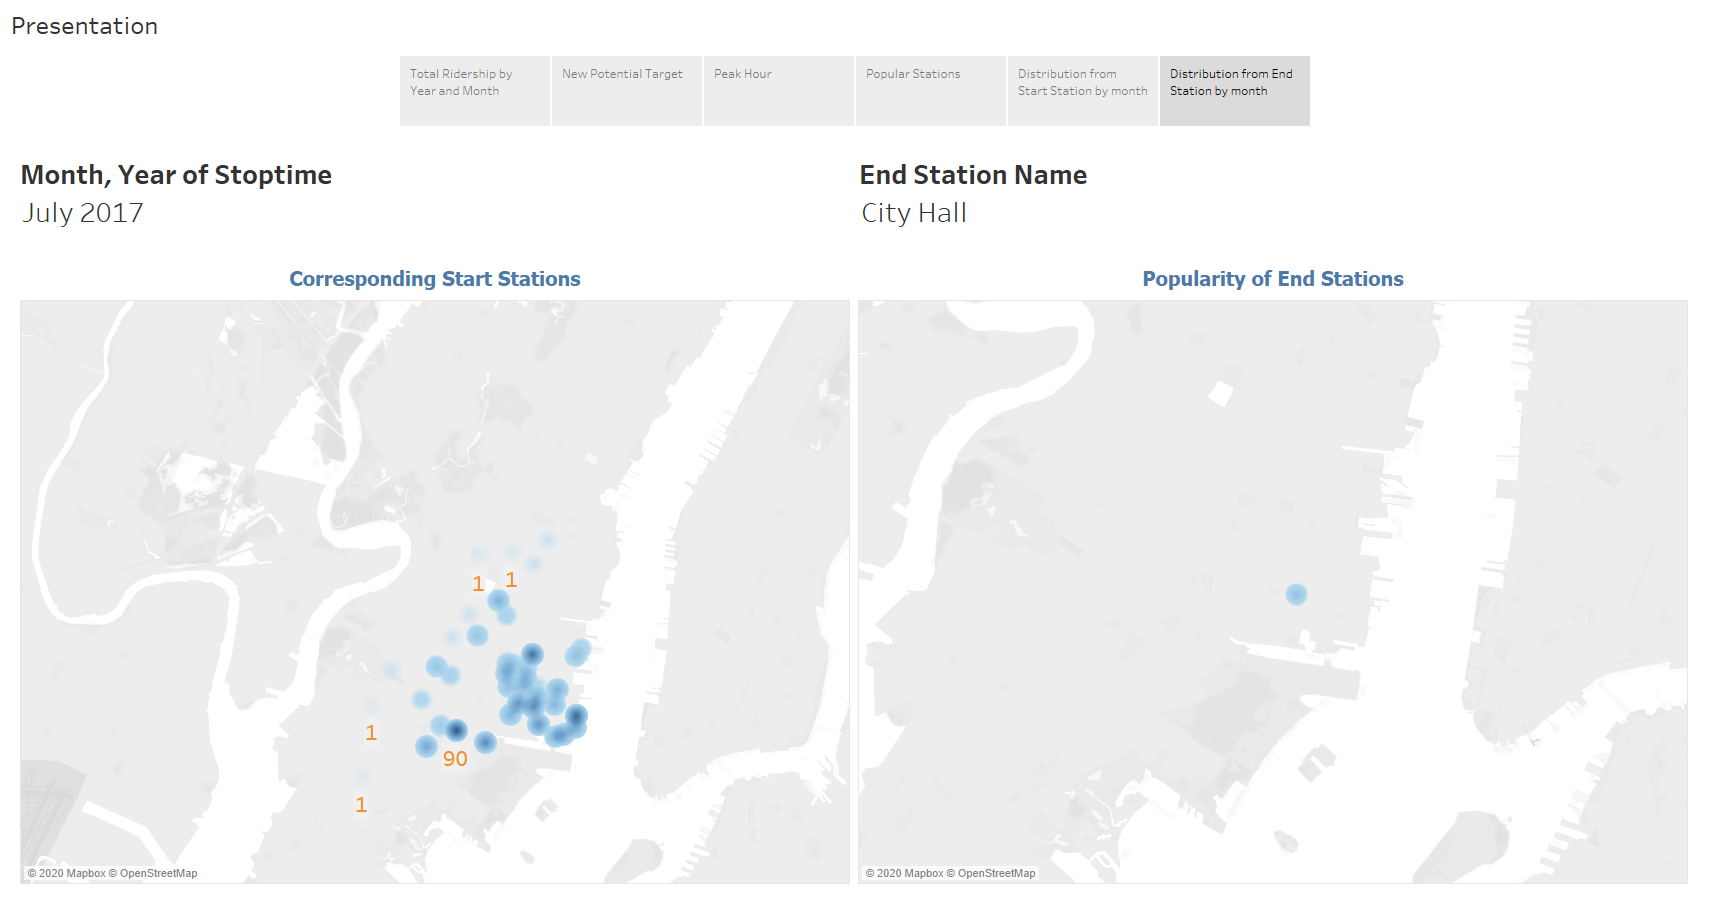 Presentation
Total Ridership by
Year and Month
New Potential Target
Peak Hour
Popular Stations
Distribution from
Start Station by month
Distribution from End
Station by month
Month, Year of Stoptime
July 2017
End Station Name
City Hall
Corresponding Start Stations
1
1
1
90
1
© 2020 Mapbox © OpenStreetMap
Popularity of End Stations
© 2020 Mapbox © OpenStreetMap